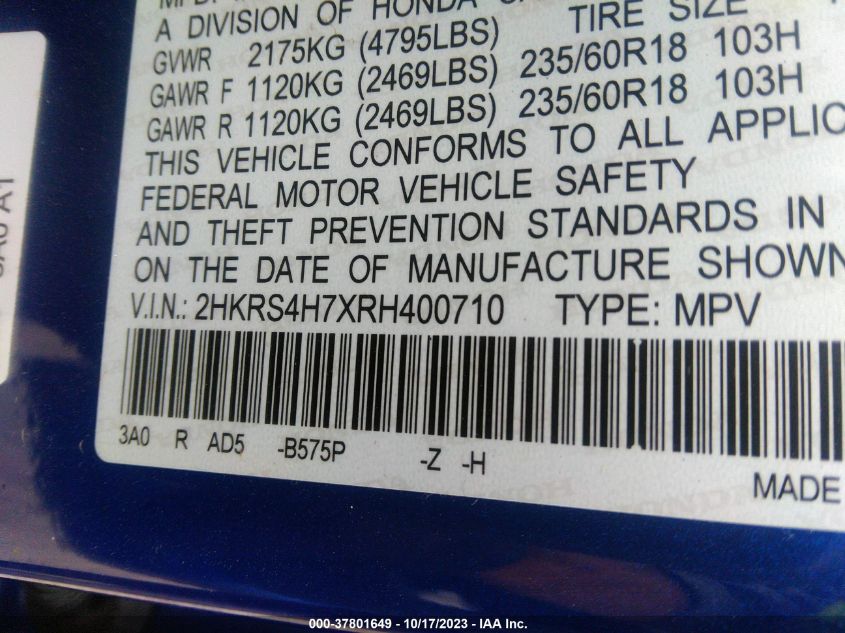 A DIVISION OF HONDA
TIRE SIZE
GVWR 2175KG (4795LBS)
GAWR F 1120KG (2469LBS) 235/60R18 103H
GAWR R 1120KG (2469LBS) 235/60R18 103H
THIS VEHICLE CONFORMS TO ALL APPLIC
FEDERAL MOTOR VEHICLE SAFETY
AND THEFT PREVENTION STANDARDS IN
ON THE DATE OF MANUFACTURE SHOWN
V.I.N.: 2HKRS4H7XRH400710 TYPE: MPV
3A0 R AD5 -B575P -Z -H
MADE
000-37801649 - 10/17/2023 - IAA Inc.